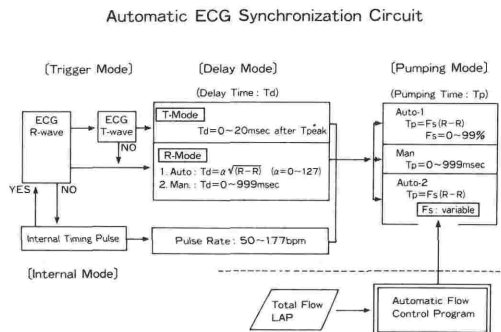 Automatic ECG Synchronization Circuit
[Trigger Mode]
[Delay Mode]
[Pumping Mode]
(Delay Time : Td)
(Pumping Time : Tp)
ECG
R-wave
ECG
T-wave
NO
YES
NO
T-Mode
Td=0~20msec after Tpeak
R-Mode
1. Auto : Td=α√(R-R) (α=0~127)
2. Man. : Td=0~999msec
Auto-1
Tp=Fs(R-R)
Fs=0~99%
Man
Tp=0~999msec
Auto-2
Tp=Fs(R-R)
Fs : variable
Internal Timing Pulse
Pulse Rate : 50~177bpm
[Internal Mode]
Total Flow
LAP
Automatic Flow
Control Program